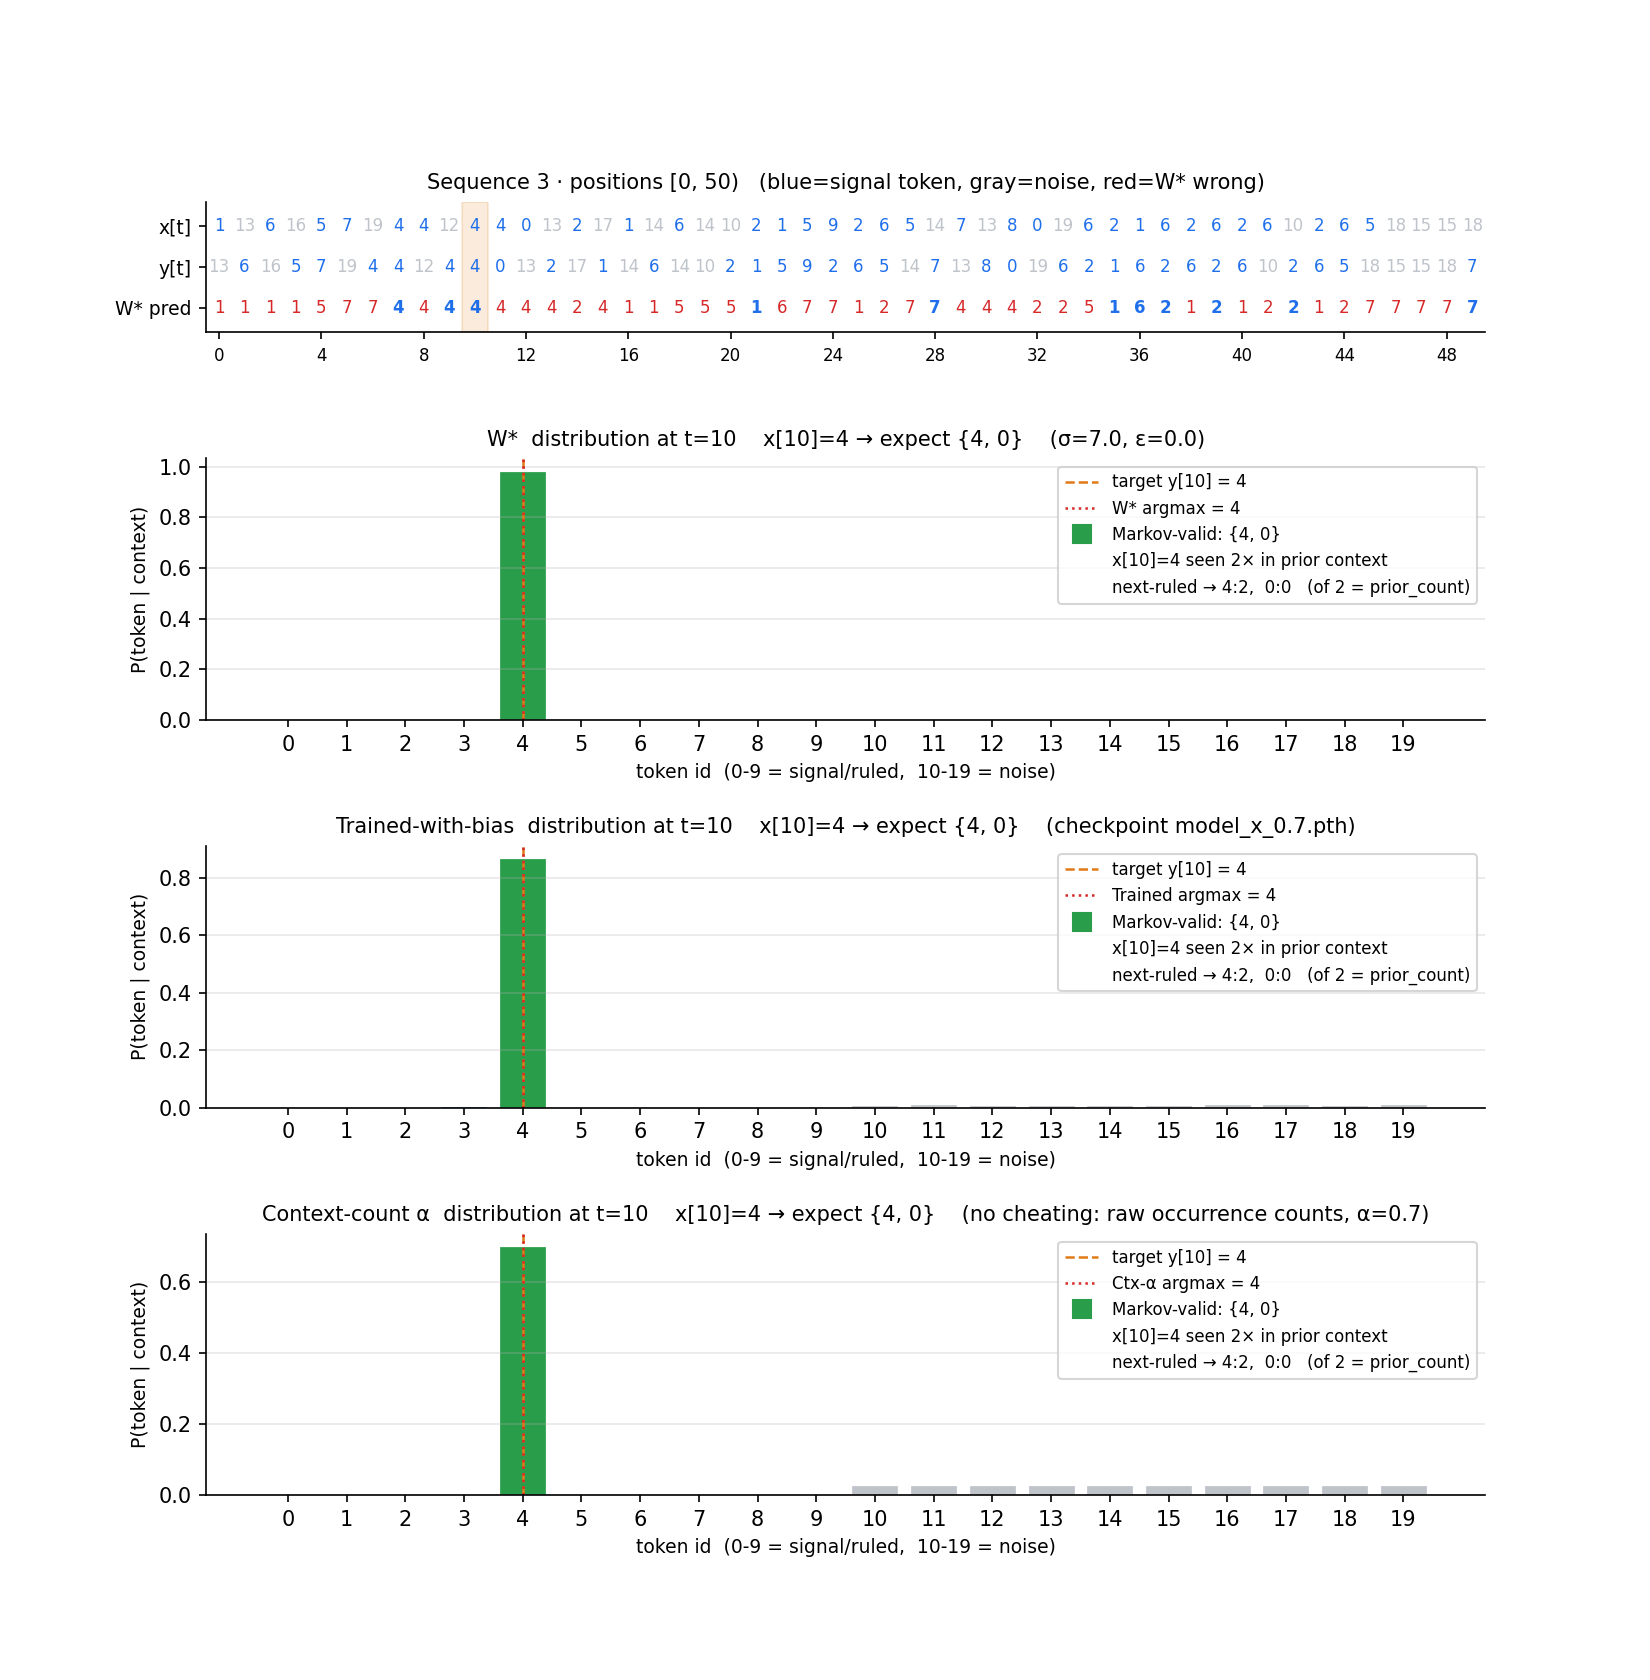 Sequence 3 · positions [0, 50)   (blue=signal token, gray=noise, red=W* wrong)
x[t] 1 13 6 16 5 7 19 4 4 12 4 4 0 13 2 17 1 14 6 14 10 2 1 5 9 2 6 5 14 7 13 8 0 19 6 2 1 6 2 6 2 6 10 2 6 5 18 15 15 18
y[t] 13 6 16 5 7 19 4 4 12 4 4 0 13 2 17 1 14 6 14 10 2 1 5 9 2 6 5 14 7 13 8 0 19 6 2 1 6 2 6 2 6 10 2 6 5 18 15 15 18 7
W* pred 1 1 1 1 5 7 7 4 4 4 4 4 4 4 2 4 1 1 5 5 5 1 6 7 7 1 2 7 7 4 4 4 2 2 5 1 6 2 1 2 1 2 2 1 2 7 7 7 7 7
0 4 8 12 16 20 24 28 32 36 40 44 48
W*  distribution at t=10    x[10]=4 → expect {4, 0}    (σ=7.0, ε=0.0)
P(token | context)
1.0
0.8
0.6
0.4
0.2
0.0
target y[10] = 4
W* argmax = 4
Markov-valid: {4, 0}
x[10]=4 seen 2× in prior context
next-ruled → 4:2,  0:0   (of 2 = prior_count)
0 1 2 3 4 5 6 7 8 9 10 11 12 13 14 15 16 17 18 19
token id  (0-9 = signal/ruled,  10-19 = noise)
Trained-with-bias  distribution at t=10    x[10]=4 → expect {4, 0}    (checkpoint model_x_0.7.pth)
P(token | context)
0.8
0.6
0.4
0.2
0.0
target y[10] = 4
Trained argmax = 4
Markov-valid: {4, 0}
x[10]=4 seen 2× in prior context
next-ruled → 4:2,  0:0   (of 2 = prior_count)
0 1 2 3 4 5 6 7 8 9 10 11 12 13 14 15 16 17 18 19
token id  (0-9 = signal/ruled,  10-19 = noise)
Context-count α  distribution at t=10    x[10]=4 → expect {4, 0}    (no cheating: raw occurrence counts, α=0.7)
P(token | context)
0.6
0.4
0.2
0.0
target y[10] = 4
Ctx-α argmax = 4
Markov-valid: {4, 0}
x[10]=4 seen 2× in prior context
next-ruled → 4:2,  0:0   (of 2 = prior_count)
0 1 2 3 4 5 6 7 8 9 10 11 12 13 14 15 16 17 18 19
token id  (0-9 = signal/ruled,  10-19 = noise)